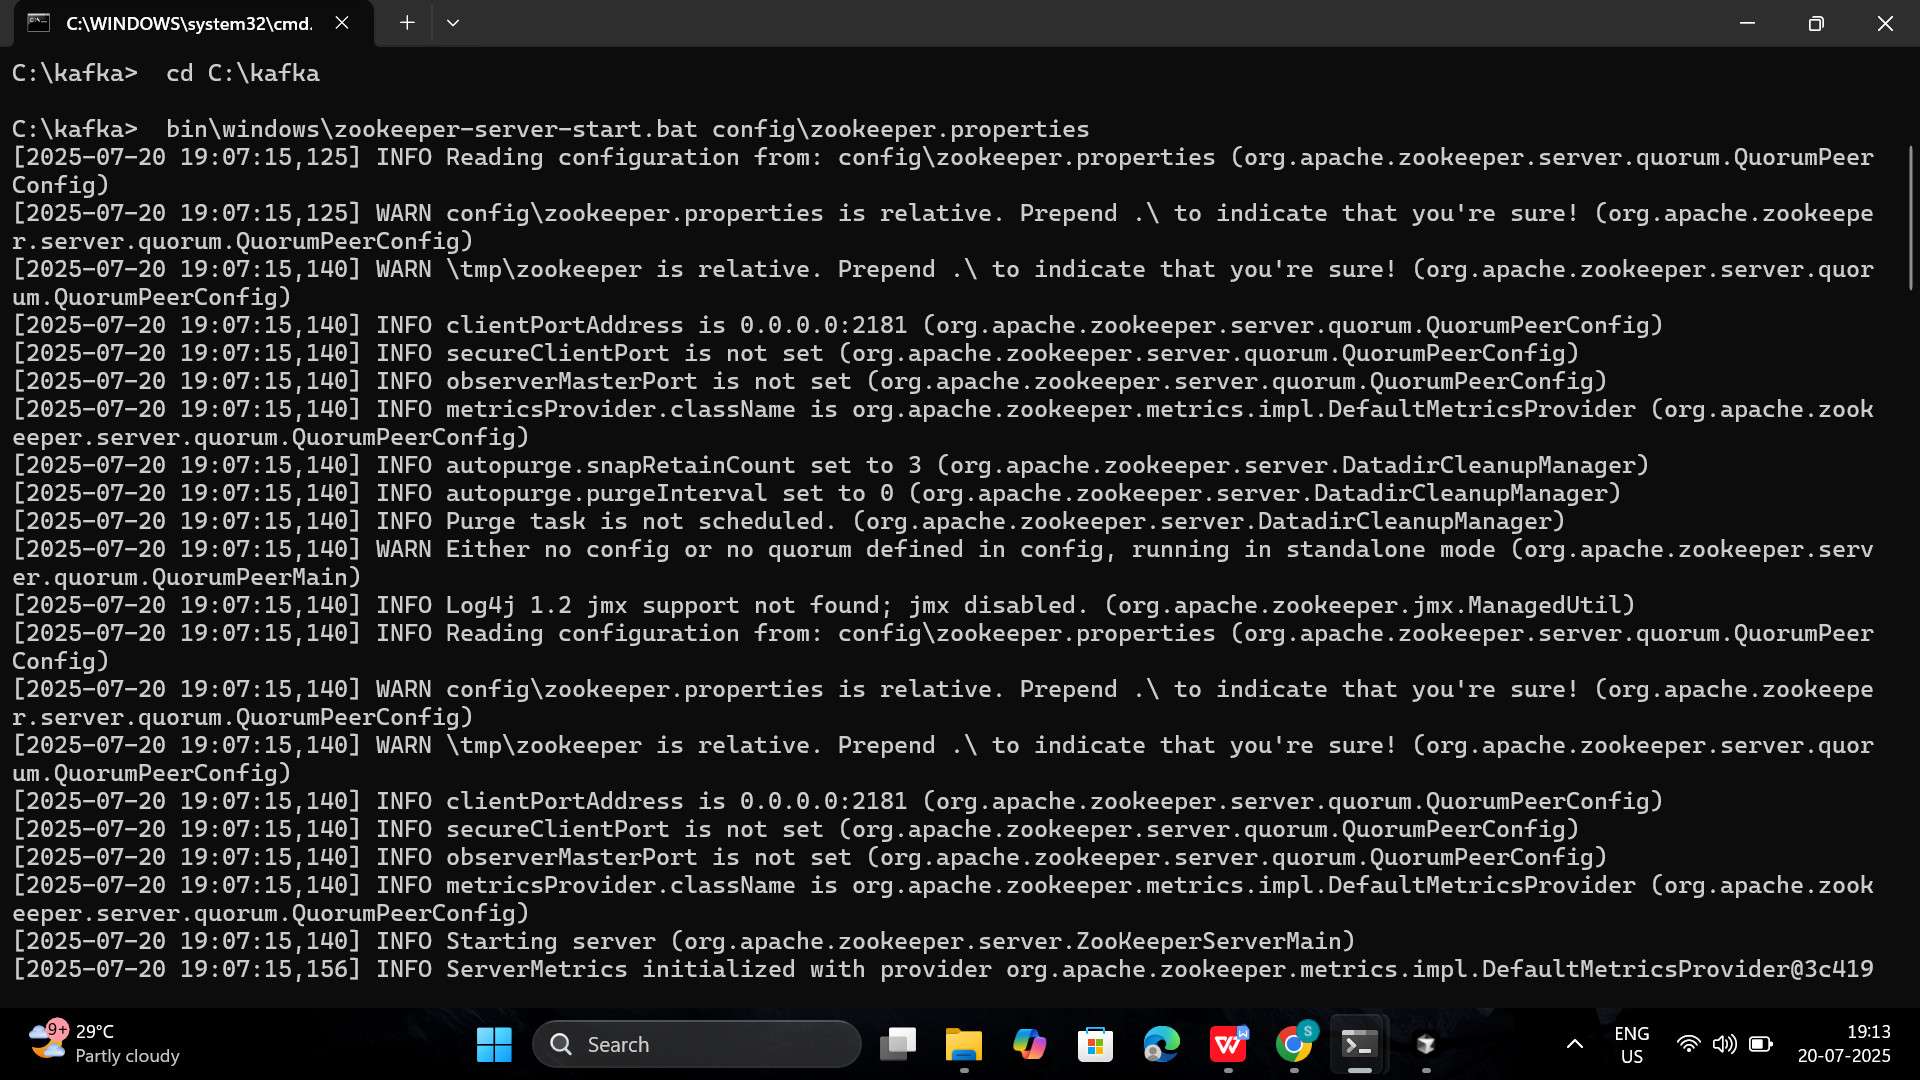 C:\WINDOWS\system32\cmd.
C:\kafka>  cd C:\kafka
C:\kafka>  bin\windows\zookeeper-server-start.bat config\zookeeper.properties
[2025-07-20 19:07:15,125] INFO Reading configuration from: config\zookeeper.properties (org.apache.zookeeper.server.quorum.QuorumPeer
Config)
[2025-07-20 19:07:15,125] WARN config\zookeeper.properties is relative. Prepend .\ to indicate that you're sure! (org.apache.zookeepe
r.server.quorum.QuorumPeerConfig)
[2025-07-20 19:07:15,140] WARN \tmp\zookeeper is relative. Prepend .\ to indicate that you're sure! (org.apache.zookeeper.server.quor
um.QuorumPeerConfig)
[2025-07-20 19:07:15,140] INFO clientPortAddress is 0.0.0.0:2181 (org.apache.zookeeper.server.quorum.QuorumPeerConfig)
[2025-07-20 19:07:15,140] INFO secureClientPort is not set (org.apache.zookeeper.server.quorum.QuorumPeerConfig)
[2025-07-20 19:07:15,140] INFO observerMasterPort is not set (org.apache.zookeeper.server.quorum.QuorumPeerConfig)
[2025-07-20 19:07:15,140] INFO metricsProvider.className is org.apache.zookeeper.metrics.impl.DefaultMetricsProvider (org.apache.zook
eeper.server.quorum.QuorumPeerConfig)
[2025-07-20 19:07:15,140] INFO autopurge.snapRetainCount set to 3 (org.apache.zookeeper.server.DatadirCleanupManager)
[2025-07-20 19:07:15,140] INFO autopurge.purgeInterval set to 0 (org.apache.zookeeper.server.DatadirCleanupManager)
[2025-07-20 19:07:15,140] INFO Purge task is not scheduled. (org.apache.zookeeper.server.DatadirCleanupManager)
[2025-07-20 19:07:15,140] WARN Either no config or no quorum defined in config, running in standalone mode (org.apache.zookeeper.serv
er.quorum.QuorumPeerMain)
[2025-07-20 19:07:15,140] INFO Log4j 1.2 jmx support not found; jmx disabled. (org.apache.zookeeper.jmx.ManagedUtil)
[2025-07-20 19:07:15,140] INFO Reading configuration from: config\zookeeper.properties (org.apache.zookeeper.server.quorum.QuorumPeer
Config)
[2025-07-20 19:07:15,140] WARN config\zookeeper.properties is relative. Prepend .\ to indicate that you're sure! (org.apache.zookeepe
r.server.quorum.QuorumPeerConfig)
[2025-07-20 19:07:15,140] WARN \tmp\zookeeper is relative. Prepend .\ to indicate that you're sure! (org.apache.zookeeper.server.quor
um.QuorumPeerConfig)
[2025-07-20 19:07:15,140] INFO clientPortAddress is 0.0.0.0:2181 (org.apache.zookeeper.server.quorum.QuorumPeerConfig)
[2025-07-20 19:07:15,140] INFO secureClientPort is not set (org.apache.zookeeper.server.quorum.QuorumPeerConfig)
[2025-07-20 19:07:15,140] INFO observerMasterPort is not set (org.apache.zookeeper.server.quorum.QuorumPeerConfig)
[2025-07-20 19:07:15,140] INFO metricsProvider.className is org.apache.zookeeper.metrics.impl.DefaultMetricsProvider (org.apache.zook
eeper.server.quorum.QuorumPeerConfig)
[2025-07-20 19:07:15,140] INFO Starting server (org.apache.zookeeper.server.ZooKeeperServerMain)
[2025-07-20 19:07:15,156] INFO ServerMetrics initialized with provider org.apache.zookeeper.metrics.impl.DefaultMetricsProvider@3c419
9+
29°C
Partly cloudy
Search
S
ENG
US
19:13
20-07-2025